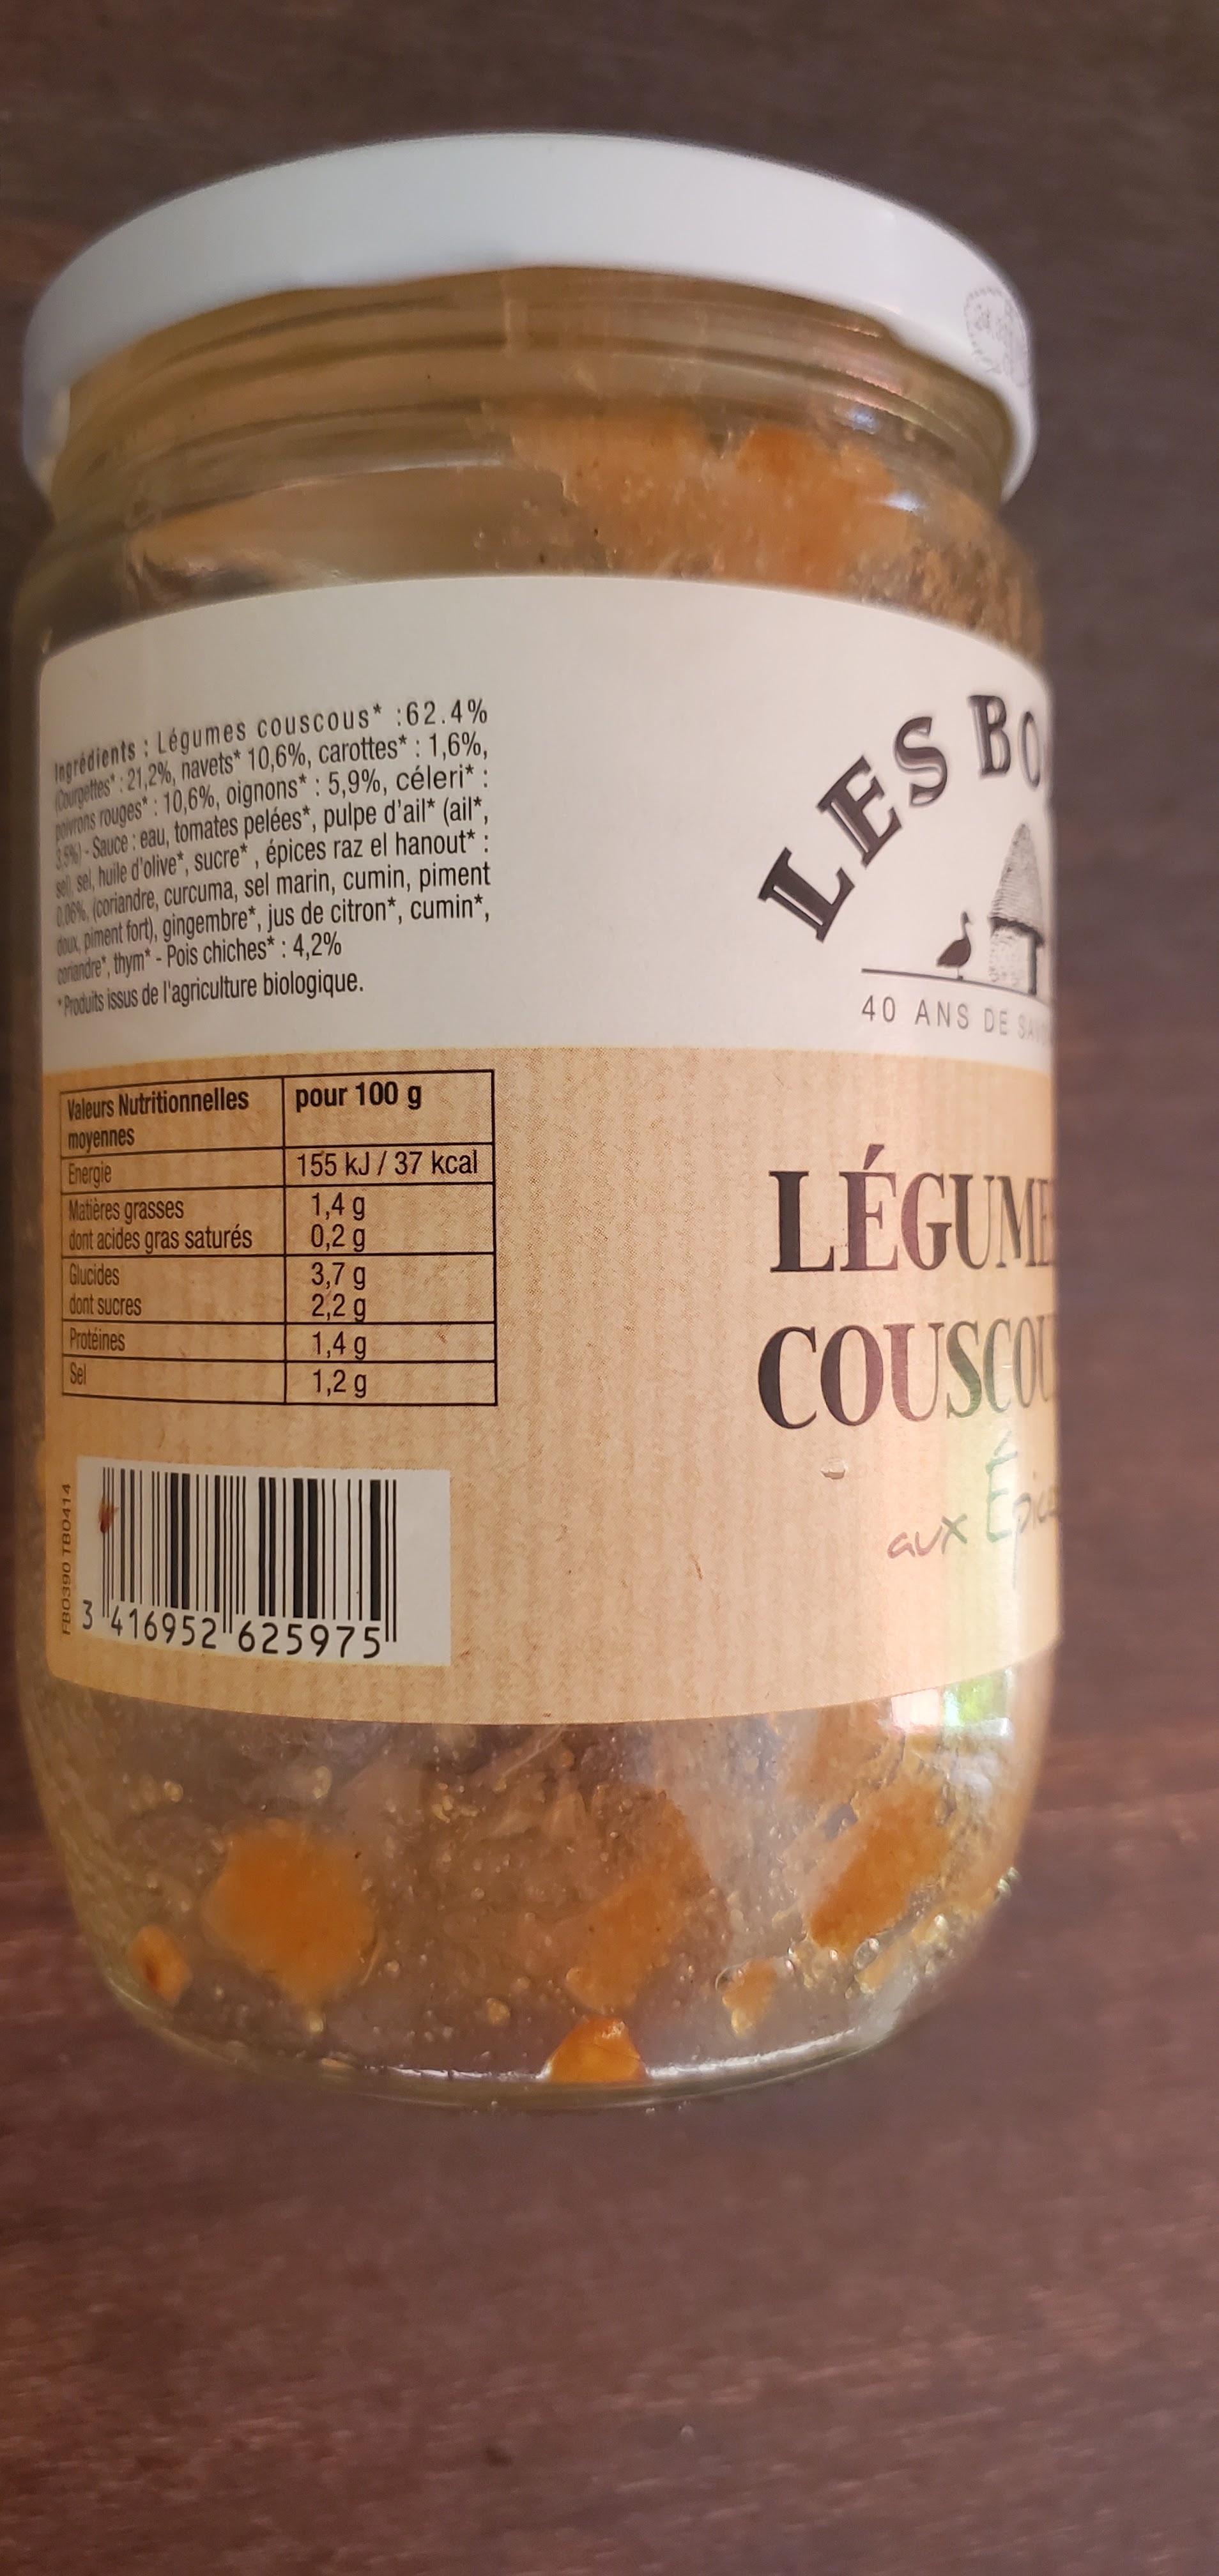 Ingrédients : Légumes couscous* :62.4%
(Courgettes* : 21,2%, navets* 10,6%, carottes* : 1,6%,
poivrons rouges* : 10,6%, oignons* : 5,9%, céleri* :
3,5%) - Sauce : eau, tomates pelées*, pulpe d'ail* (ail*,
sel), sel, huile d'olive*, sucre* , épices raz el hanout* :
0,06%, (coriandre, curcuma, sel marin, cumin, piment
doux, piment fort), gingembre*, jus de citron*, cumin*,
coriandre*, thym* - Pois chiches* : 4,2%
*Produits issus de l'agriculture biologique.
Valeurs Nutritionnelles moyennes pour 100 g
Energie 155 kJ / 37 kcal
Matières grasses 1,4 g
dont acides gras saturés 0,2 g
Glucides 3,7 g
dont sucres 2,2 g
Protéines 1,4 g
Sel 1,2 g
FB0390 TB0414
3 416952 625975
LES BO
40 ANS DE SAV
LÉGUME
COUSCOU
aux Épices